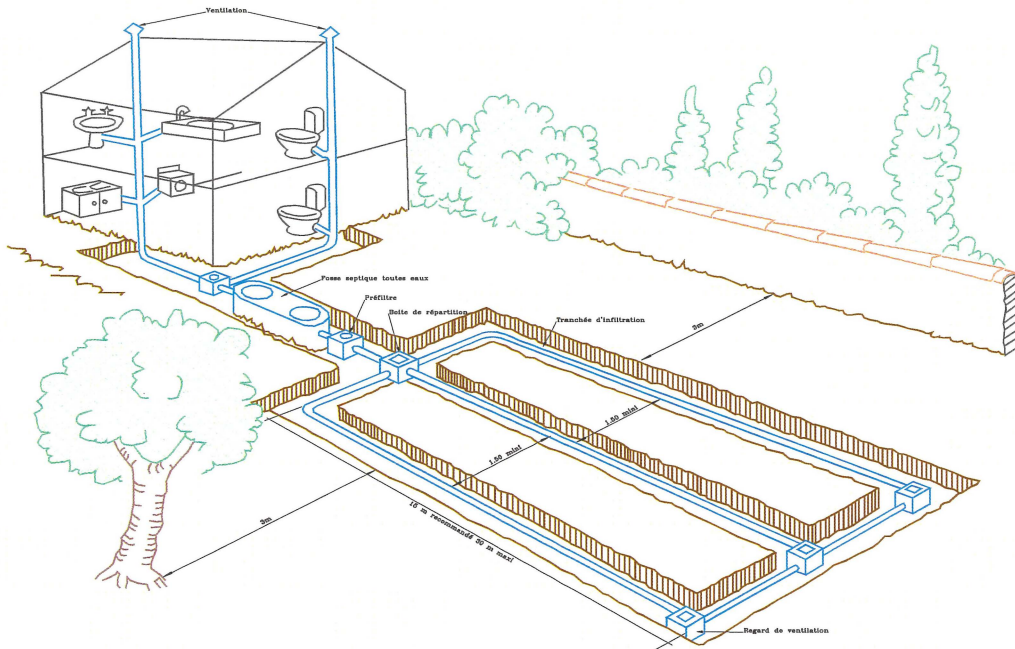 Ventilation
Fosse septique toutes eaux
Préfiltre
Boite de répartition
Tranchée d'infiltration
3m
1.50 mini
1.50 mini
15 m recommandé 30 m maxi
3m
Regard de ventilation